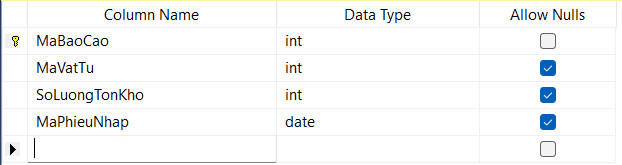 Column Name Data Type Allow Nulls
MaBaoCao int
MaVatTu int
SoLuongTonKho int
MaPhieuNhap date